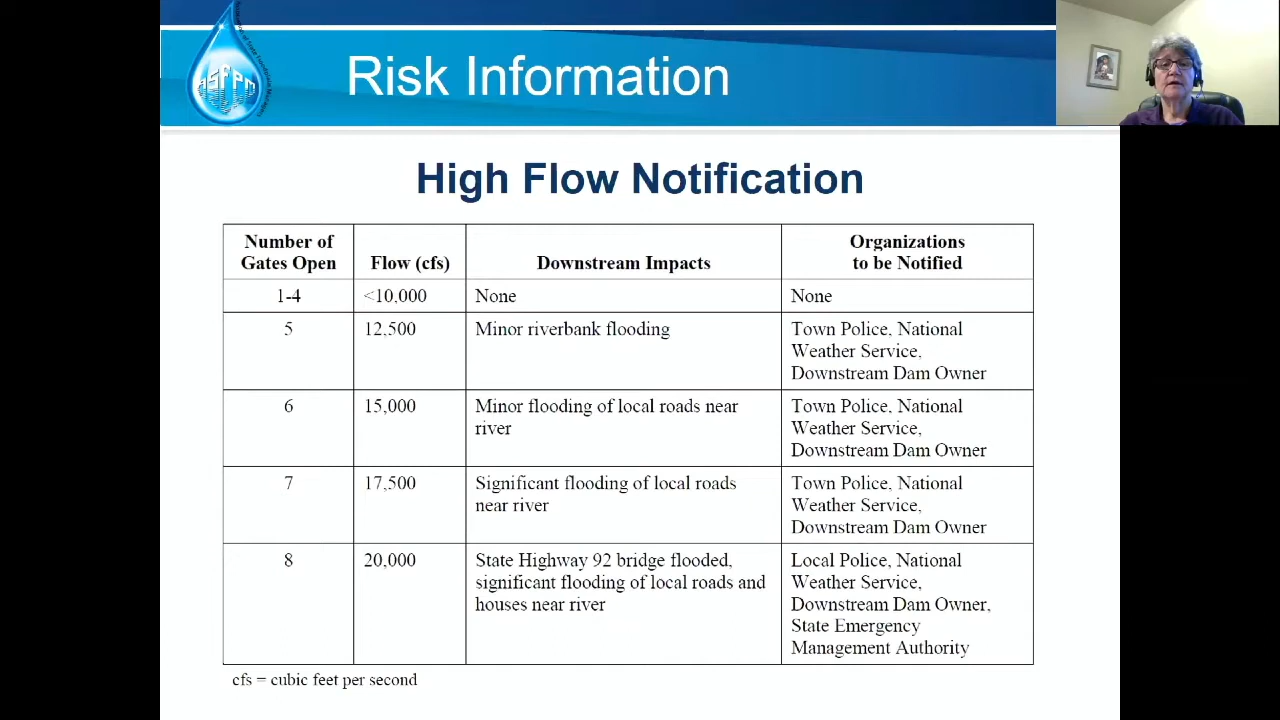 Risk Information
High Flow Notification
Number of
Gates Open
Flow (cfs)
Downstream Impacts
Organizations
to be Notified
1-4
<10,000
None
None
5
12,500
Minor riverbank flooding
Town Police, National
Weather Service,
Downstream Dam Owner
6
15,000
Minor flooding of local roads near
river
Town Police, National
Weather Service,
Downstream Dam Owner
7
17,500
Significant flooding of local roads
near river
Town Police, National
Weather Service,
Downstream Dam Owner
8
20,000
State Highway 92 bridge flooded,
significant flooding of local roads and
houses near river
Local Police, National
Weather Service,
Downstream Dam Owner,
State Emergency
Management Authority
cfs = cubic feet per second